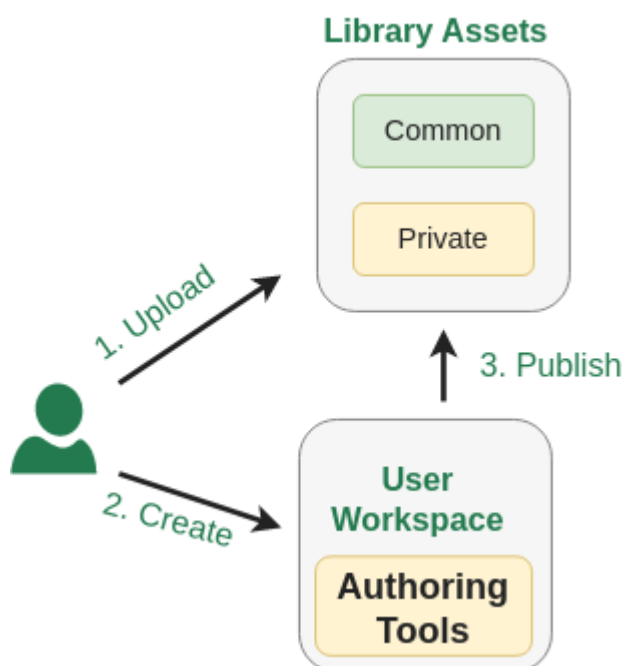 Library Assets
Common
Private
1. Upload
3. Publish
2. Create
User
Workspace
Authoring
Tools